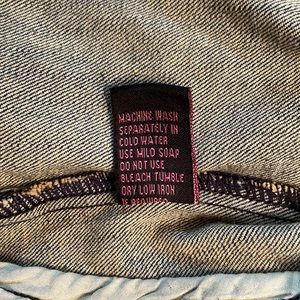 MACHINE WASH
SEPARATELY IN
COLD WATER
USE MILD SOAP
DO NOT USE
BLEACH TUMBLE
DRY LOW IRON